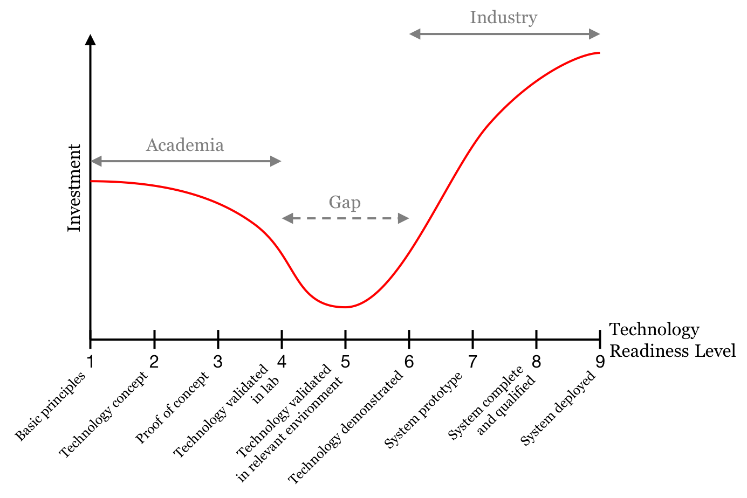 Industry
Academia
Gap
Investment
Technology
Readiness Level
1 2 3 4 5 6 7 8 9
Basic principles
Technology concept
Proof of concept
Technology validated
in lab
Technology validated
in relevant environment
Technology demonstrated
System prototype
System complete
and qualified
System deployed